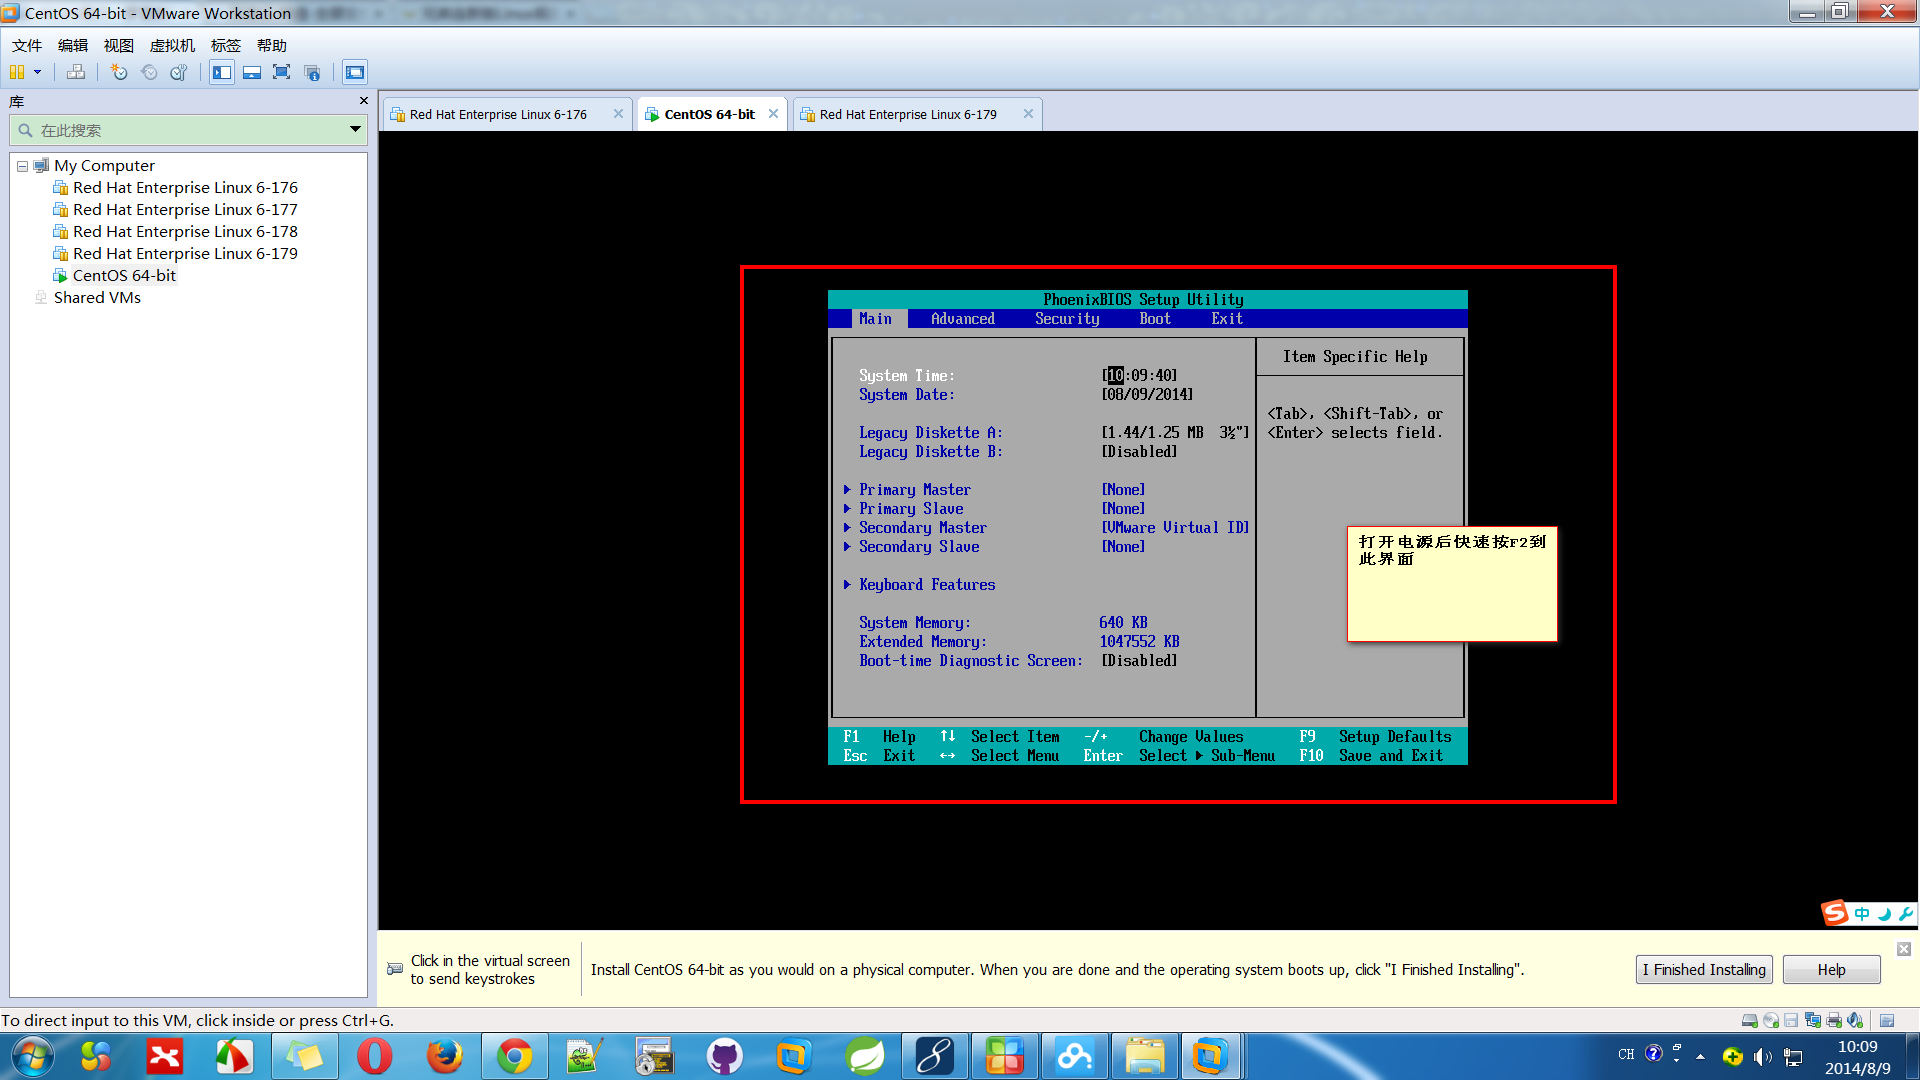 CentOS 64-bit - VMware Workstation
文件 编辑 视图 虚拟机 标签 帮助
库
在此搜索
My Computer
Red Hat Enterprise Linux 6-176
Red Hat Enterprise Linux 6-177
Red Hat Enterprise Linux 6-178
Red Hat Enterprise Linux 6-179
CentOS 64-bit
Shared VMs
Red Hat Enterprise Linux 6-176
CentOS 64-bit
Red Hat Enterprise Linux 6-179
PhoenixBIOS Setup Utility
Main Advanced Security Boot Exit
System Time: [10:09:40]
System Date: [08/09/2014]
Legacy Diskette A: [1.44/1.25 MB 3½"]
Legacy Diskette B: [Disabled]
Primary Master [None]
Primary Slave [None]
Secondary Master [VMware Virtual ID]
Secondary Slave [None]
Keyboard Features
System Memory: 640 KB
Extended Memory: 1047552 KB
Boot-time Diagnostic Screen: [Disabled]
Item Specific Help
<Tab>, <Shift-Tab>, or
<Enter> selects field.
打开电源后快速按F2到
此界面
F1 Help ↑↓ Select Item -/+ Change Values F9 Setup Defaults
Esc Exit ↔ Select Menu Enter Select ▶ Sub-Menu F10 Save and Exit
中
Click in the virtual screen
to send keystrokes
Install CentOS 64-bit as you would on a physical computer. When you are done and the operating system boots up, click "I Finished Installing".
I Finished Installing
Help
To direct input to this VM, click inside or press Ctrl+G.
CH
10:09
2014/8/9